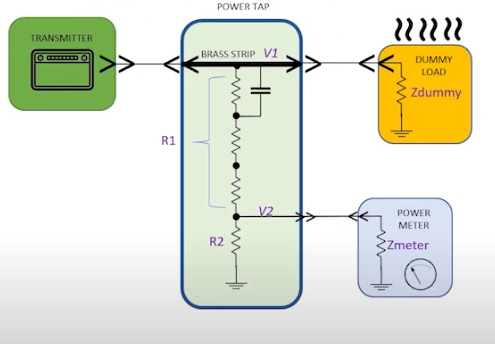 POWER TAP
TRANSMITTER
BRASS STRIP
V1
DUMMY
LOAD
Zdummy
R1
V2
R2
POWER
METER
Zmeter